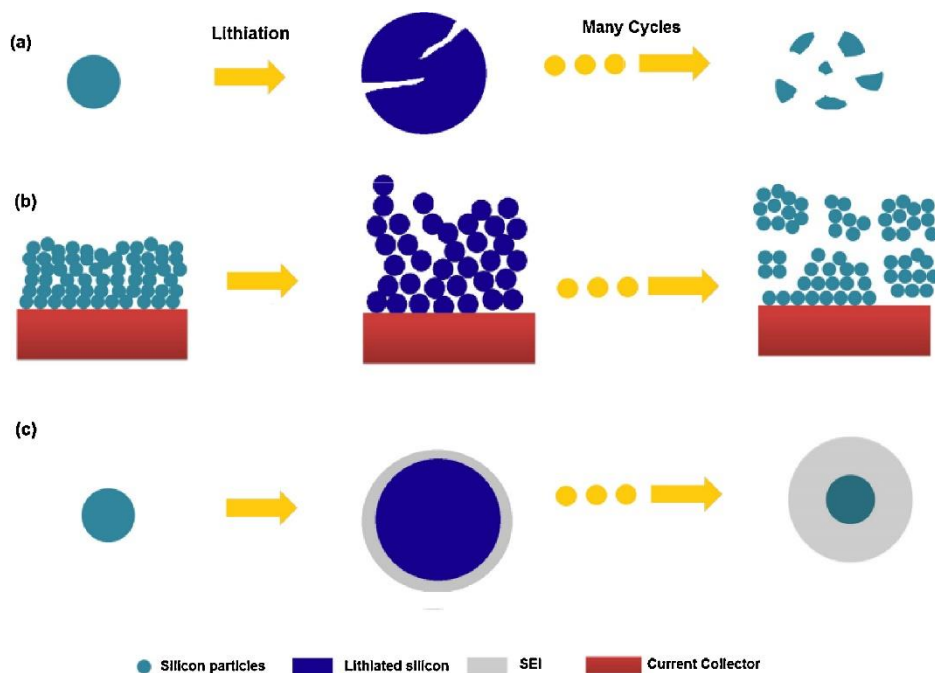 (a)
Lithiation
Many Cycles
(b)
(c)
Silicon particles
Lithiated silicon
SEI
Current Collector